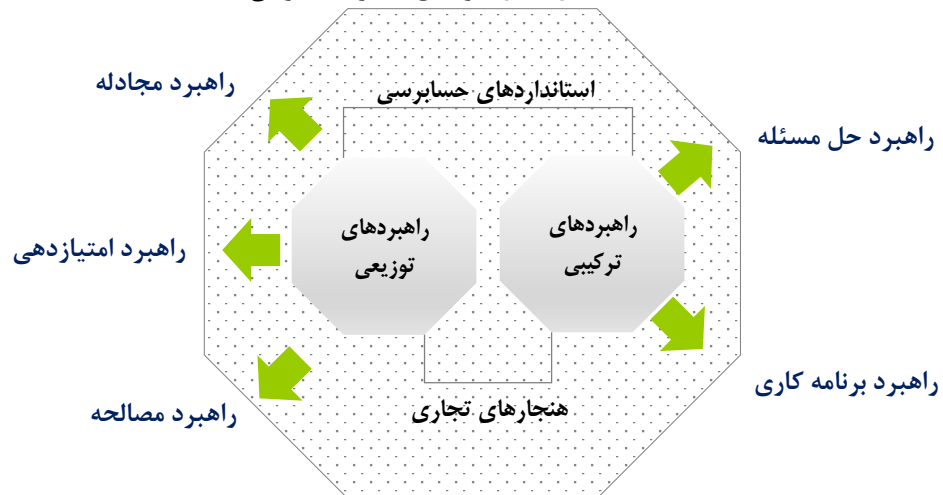 استانداردهای حسابرسی
راهبرد حل مسئله
راهبرد مجادله
راهبردهای
ترکیبی
راهبردهای
توزیعی
راهبرد امتیازدهی
راهبرد برنامه کاری
هنجارهای تجاری
راهبرد مصالحه